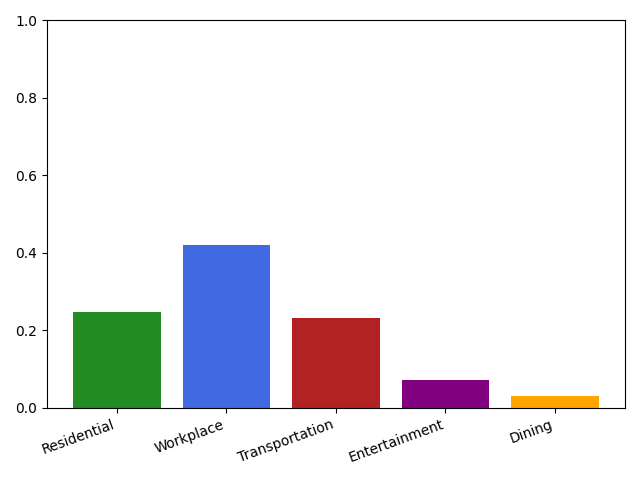 1.0
0.8
0.6
0.4
0.2
0.0
Residential
Workplace
Transportation
Entertainment
Dining